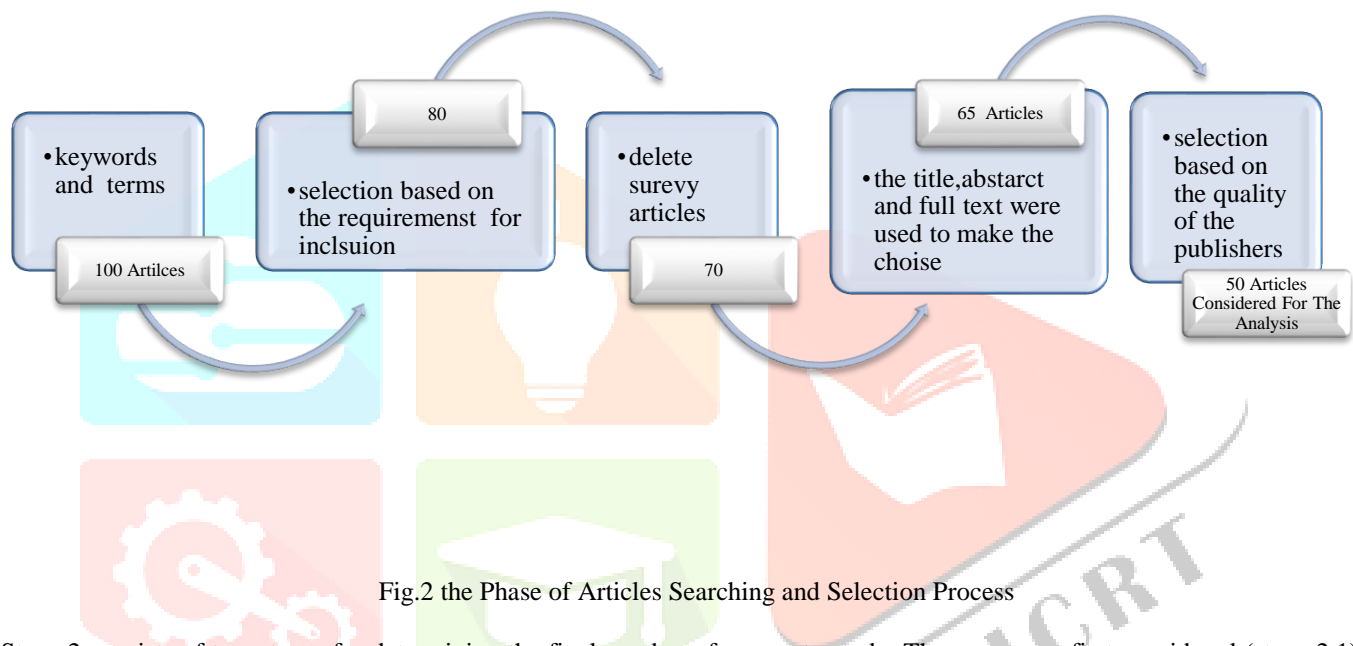 •keywords
and terms
100 Artilces
80
•selection based on
the requiremenst for
inclsuion
•delete
surevy
articles
70
65 Articles
•the title,abstarct
and full text were
used to make the
choise
•selection
based on
the quality
of the
publishers
50 Articles
Considered For The
Analysis
Fig.2 the Phase of Articles Searching and Selection Process
IJCRT